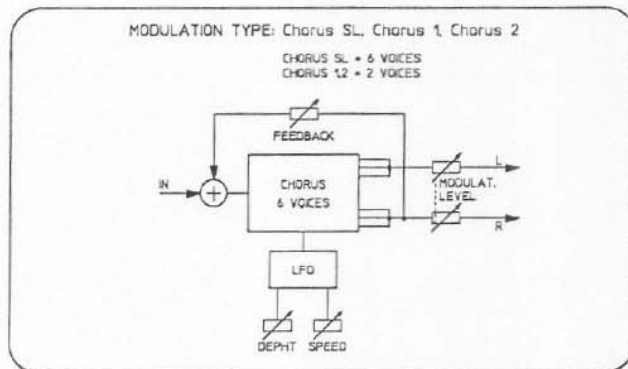 MODULATION TYPE: Chorus SL, Chorus 1, Chorus 2
CHORUS SL = 6 VOICES
CHORUS 1,2 = 2 VOICES
FEEDBACK
IN
CHORUS
6 VOICES
L
MODULAT.
LEVEL
R
LFO
DEPHT
SPEED